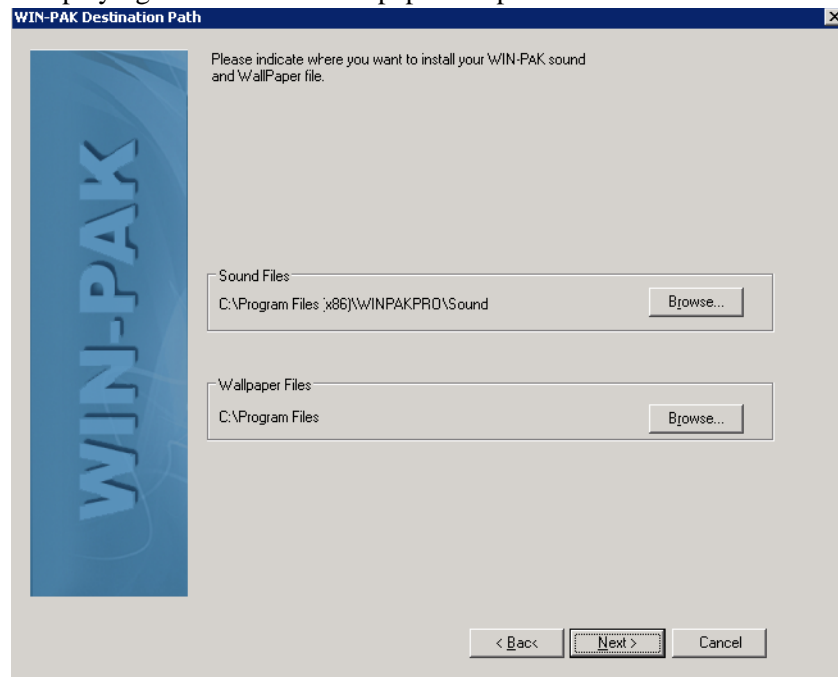 WIN-PAK Destination Path
Please indicate where you want to install your WIN-PAK sound
and WallPaper file.
WIN-PAK
Sound Files
C:\Program Files (x86)\WINPAKPRO\Sound
Browse...
Wallpaper Files
C:\Program Files
Browse...
< Back
Next >
Cancel